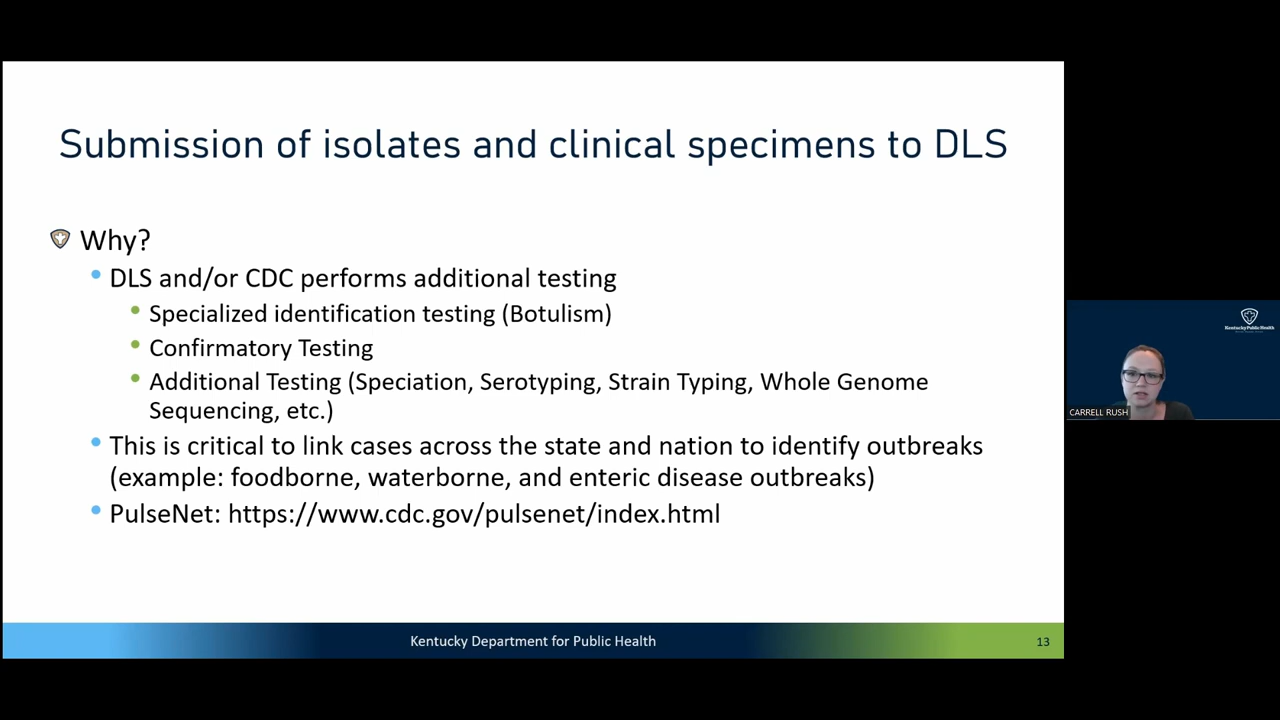 Submission of isolates and clinical specimens to DLS
Why?
DLS and/or CDC performs additional testing
Specialized identification testing (Botulism)
Confirmatory Testing
Additional Testing (Speciation, Serotyping, Strain Typing, Whole Genome
Sequencing, etc.)
This is critical to link cases across the state and nation to identify outbreaks
(example: foodborne, waterborne, and enteric disease outbreaks)
PulseNet: https://www.cdc.gov/pulsenet/index.html
Kentucky Department for Public Health
13
Kentucky Public Health
CARRELL RUSH